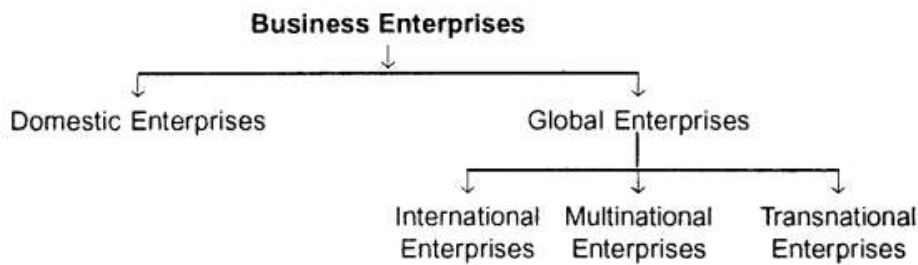 Business Enterprises
Domestic Enterprises
Global Enterprises
International
Enterprises
Multinational
Enterprises
Transnational
Enterprises